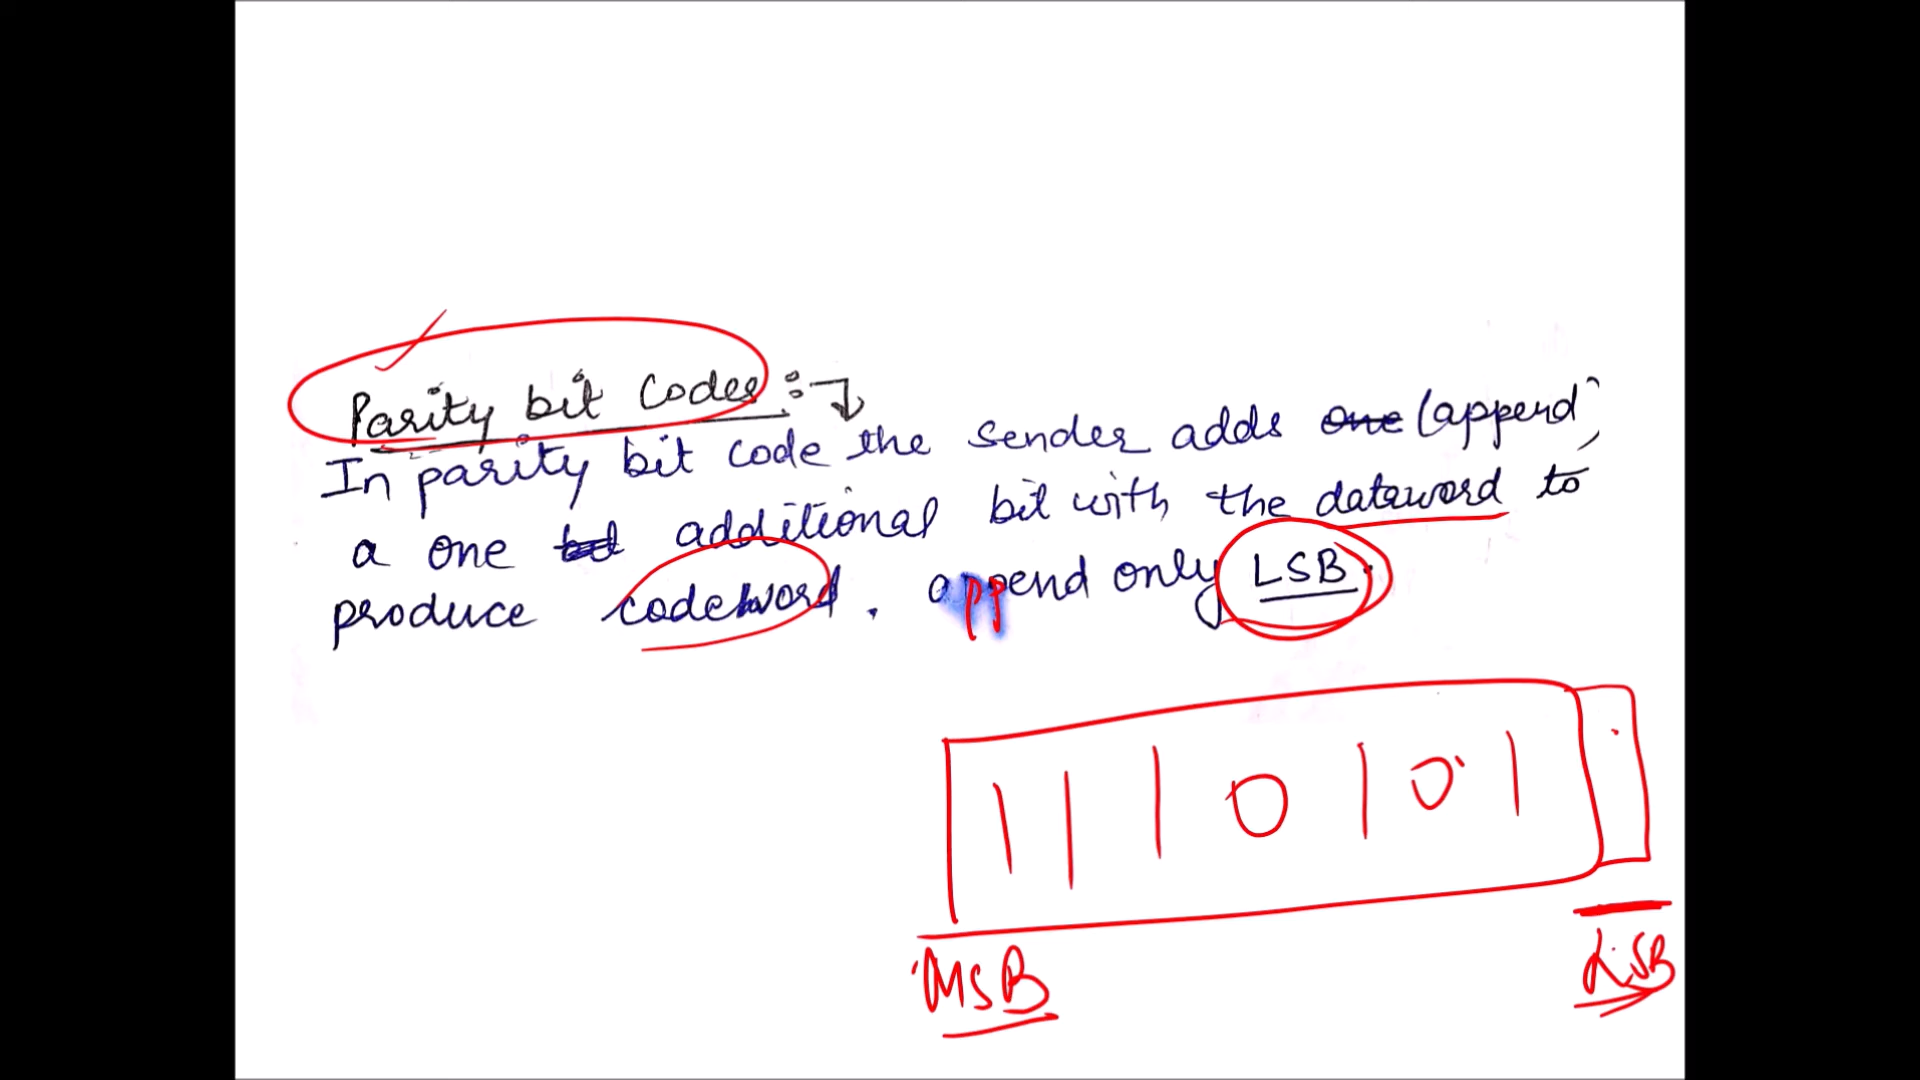 Parity bit Codes :-
In parity bit code the sender adds one (append)
a one additional bit with the dataword to
produce codeword. append only LSB.
1 1 1 0 1 0 1
MSB LSB